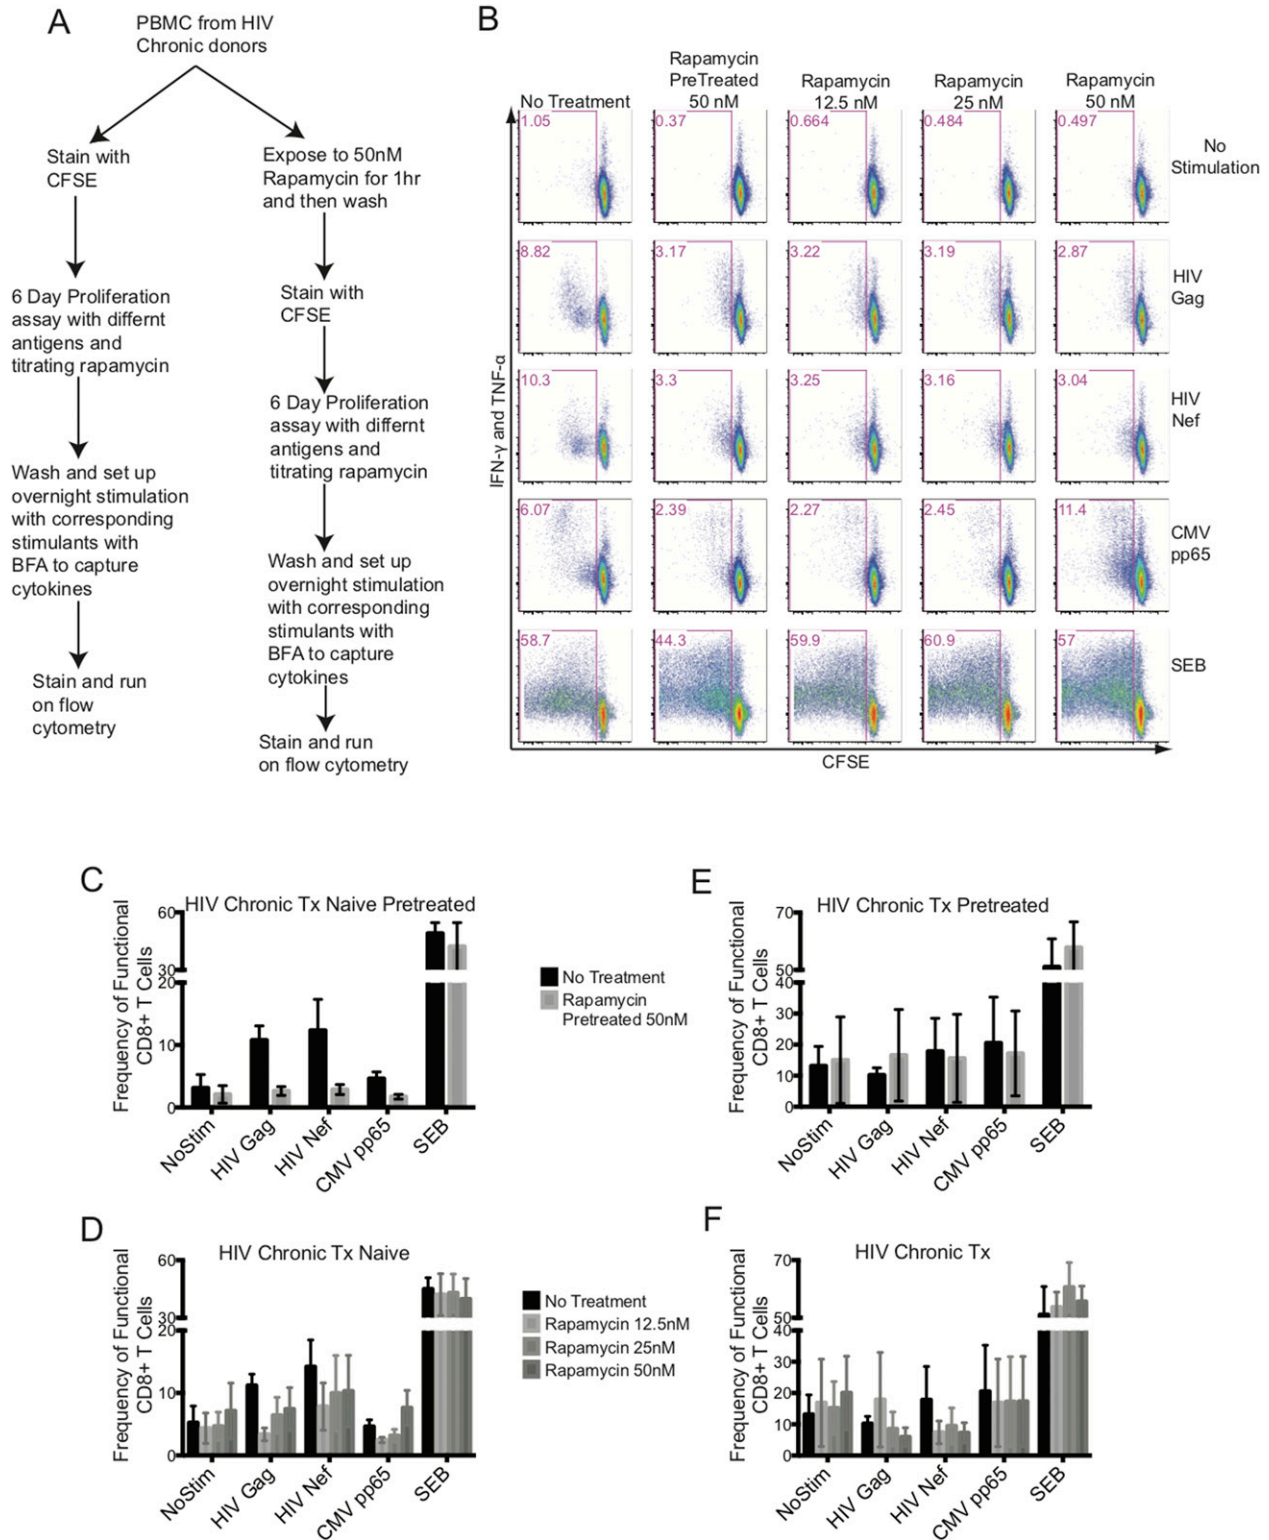 A
PBMC from HIV
Chronic donors
Stain with
CFSE
Expose to 50nM
Rapamycin for 1hr
and then wash
6 Day Proliferation
assay with differnt
antigens and
titrating rapamycin
Stain with
CFSE
6 Day Proliferation
assay with differnt
antigens and
titrating rapamycin
Wash and set up
overnight stimulation
with corresponding
stimulants with
BFA to capture
cytokines
Wash and set up
overnight stimulation
with corresponding
stimulants with
BFA to capture
cytokines
Stain and run
on flow
cytometry
Stain and run
on flow cytometry
B
No Treatment
Rapamycin
PreTreated
50 nM
Rapamycin
12.5 nM
Rapamycin
25 nM
Rapamycin
50 nM
1.05 0.37 0.664 0.484 0.497
No
Stimulation
8.82 3.17 3.22 3.19 2.87
HIV
Gag
10.3 3.3 3.25 3.16 3.04
HIV
Nef
6.07 2.39 2.27 2.45 11.4
CMV
pp65
58.7 44.3 59.9 60.9 57
SEB
IFN-γ and TNF-α
CFSE
C
HIV Chronic Tx Naive Pretreated
Frequency of Functional
CD8+ T Cells
60
30
20
10
0
NoStim
HIV Gag
HIV Nef
CMV pp65
SEB
No Treatment
Rapamycin
Pretreated 50nM
E
HIV Chronic Tx Pretreated
Frequency of Functional
CD8+ T Cells
70
50
40
30
20
10
0
NoStim
HIV Gag
HIV Nef
CMV pp65
SEB
D
HIV Chronic Tx Naive
Frequency of Functional
CD8+ T Cells
60
30
20
10
0
NoStim
HIV Gag
HIV Nef
CMV pp65
SEB
No Treatment
Rapamycin 12.5nM
Rapamycin 25nM
Rapamycin 50nM
F
HIV Chronic Tx
Frequency of Functional
CD8+ T Cells
70
50
40
30
20
10
0
NoStim
HIV Gag
HIV Nef
CMV pp65
SEB